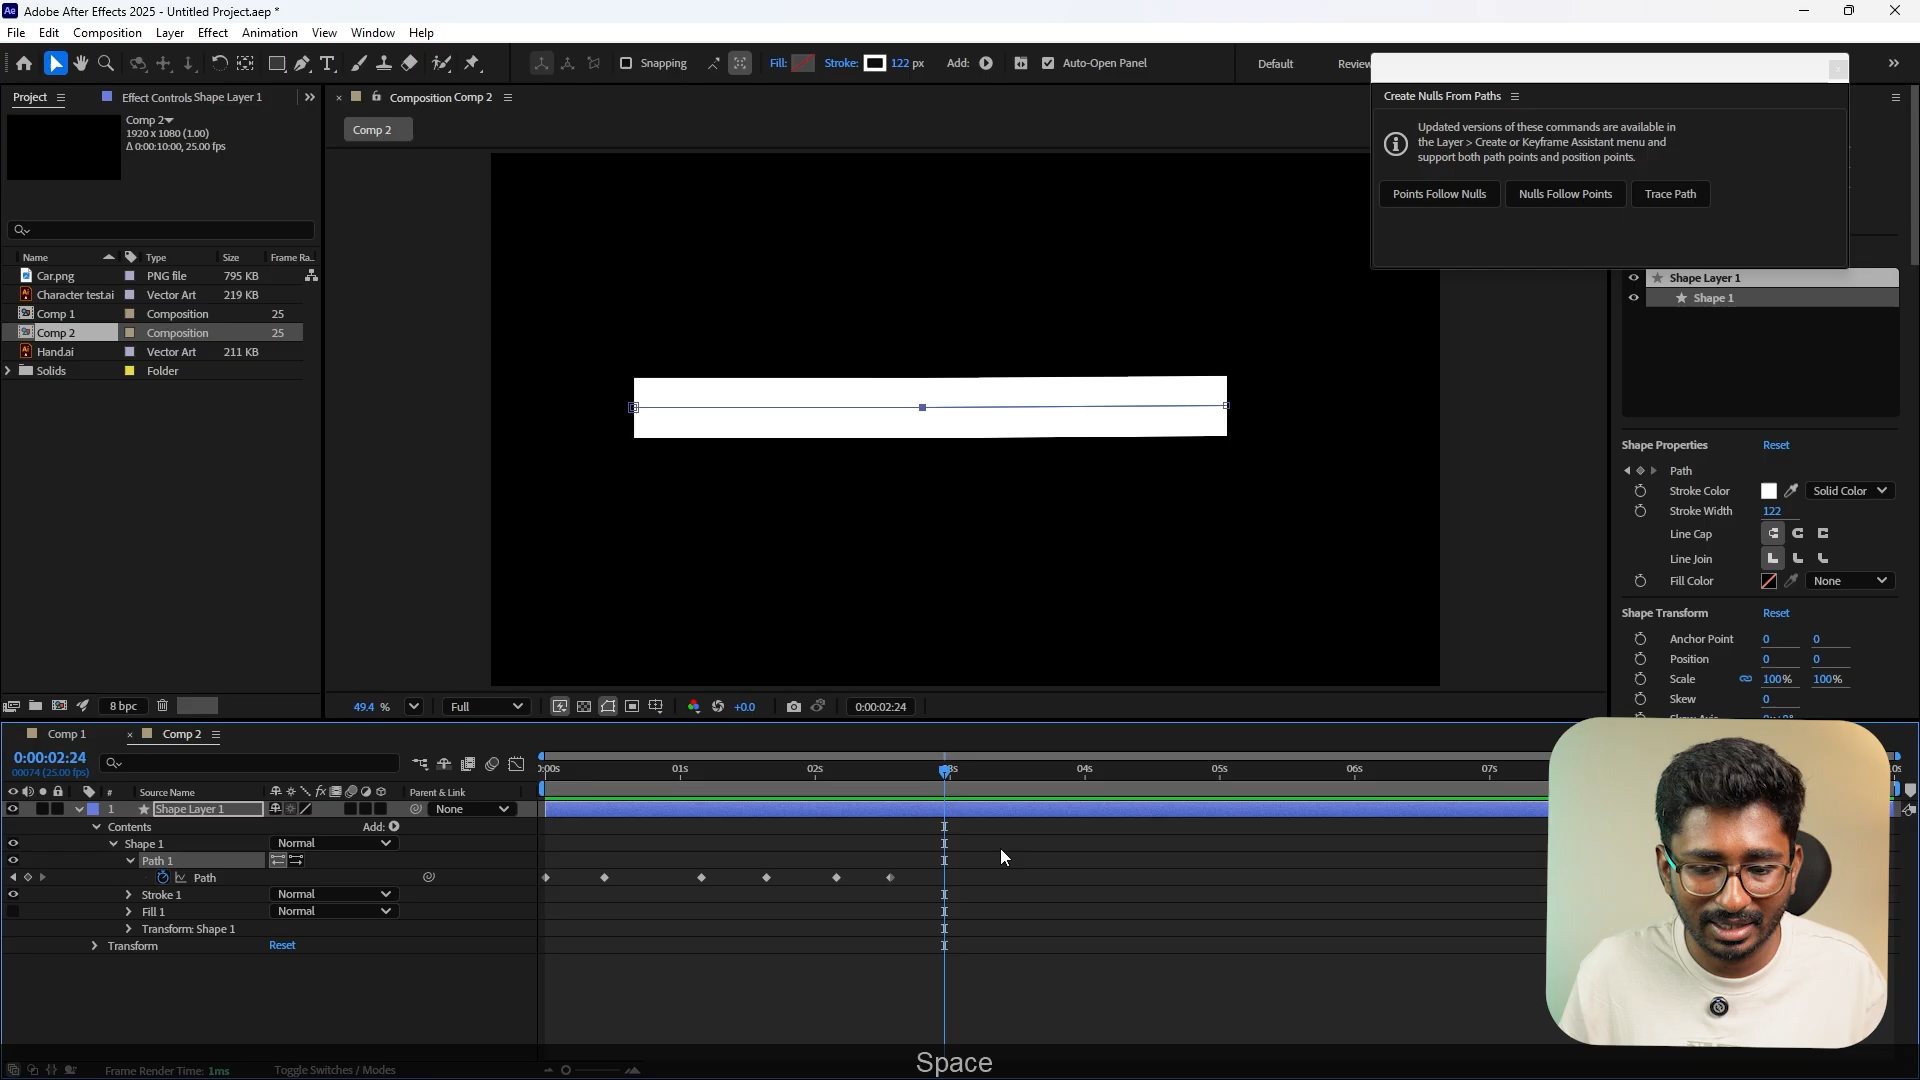 Adobe After Effects 2025 - Untitled Project.aep *
File Edit Composition Layer Effect Animation View Window Help
Snapping Fill: Stroke: 122 px Add: Auto-Open Panel Default Review
Project Effect Controls Shape Layer 1 Composition Comp 2
Create Nulls From Paths
Comp 2
1920 x 1080 (1.00)
Δ 0:00:10:00, 25.00 fps
Comp 2
Updated versions of these commands are available in
the Layer > Create or Keyframe Assistant menu and
support both path points and position points.
Points Follow Nulls Nulls Follow Points Trace Path
Name Type Size Frame Ra..
Car.png PNG file 795 KB
Character test.ai Vector Art 219 KB
Comp 1 Composition 25
Comp 2 Composition 25
Hand.ai Vector Art 211 KB
Solids Folder
Shape Layer 1
Shape 1
Shape Properties Reset
Path
Stroke Color Solid Color
Stroke Width 122
Line Cap
Line Join
Fill Color None
Shape Transform Reset
Anchor Point 0 0
Position 0 0
Scale 100% 100%
Skew 0
8 bpc
49.4 % Full +0.0 0:00:02:24
Comp 1 Comp 2
0:00:02:24
00074 (25.00 fps)
0:00s 01s 02s 03s 04s 05s 06s 07s
# Source Name Parent & Link
1 Shape Layer 1 None
Contents Add:
Shape 1 Normal
Path 1
Path
Stroke 1 Normal
Fill 1 Normal
Transform: Shape 1
Transform Reset
Frame Render Time: 1ms Toggle Switches / Modes
Space